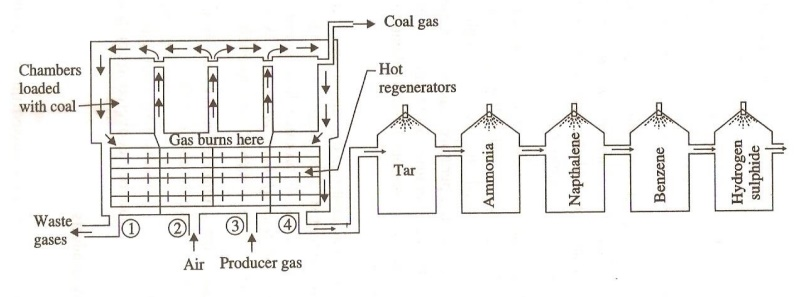 Coal gas
Chambers
loaded
with coal
Hot
regenerators
Gas burns here
Tar
Ammonia
Napthalene
Benzene
Hydrogen
sulphide
Waste
gases
① ② ③ ④
Air Producer gas